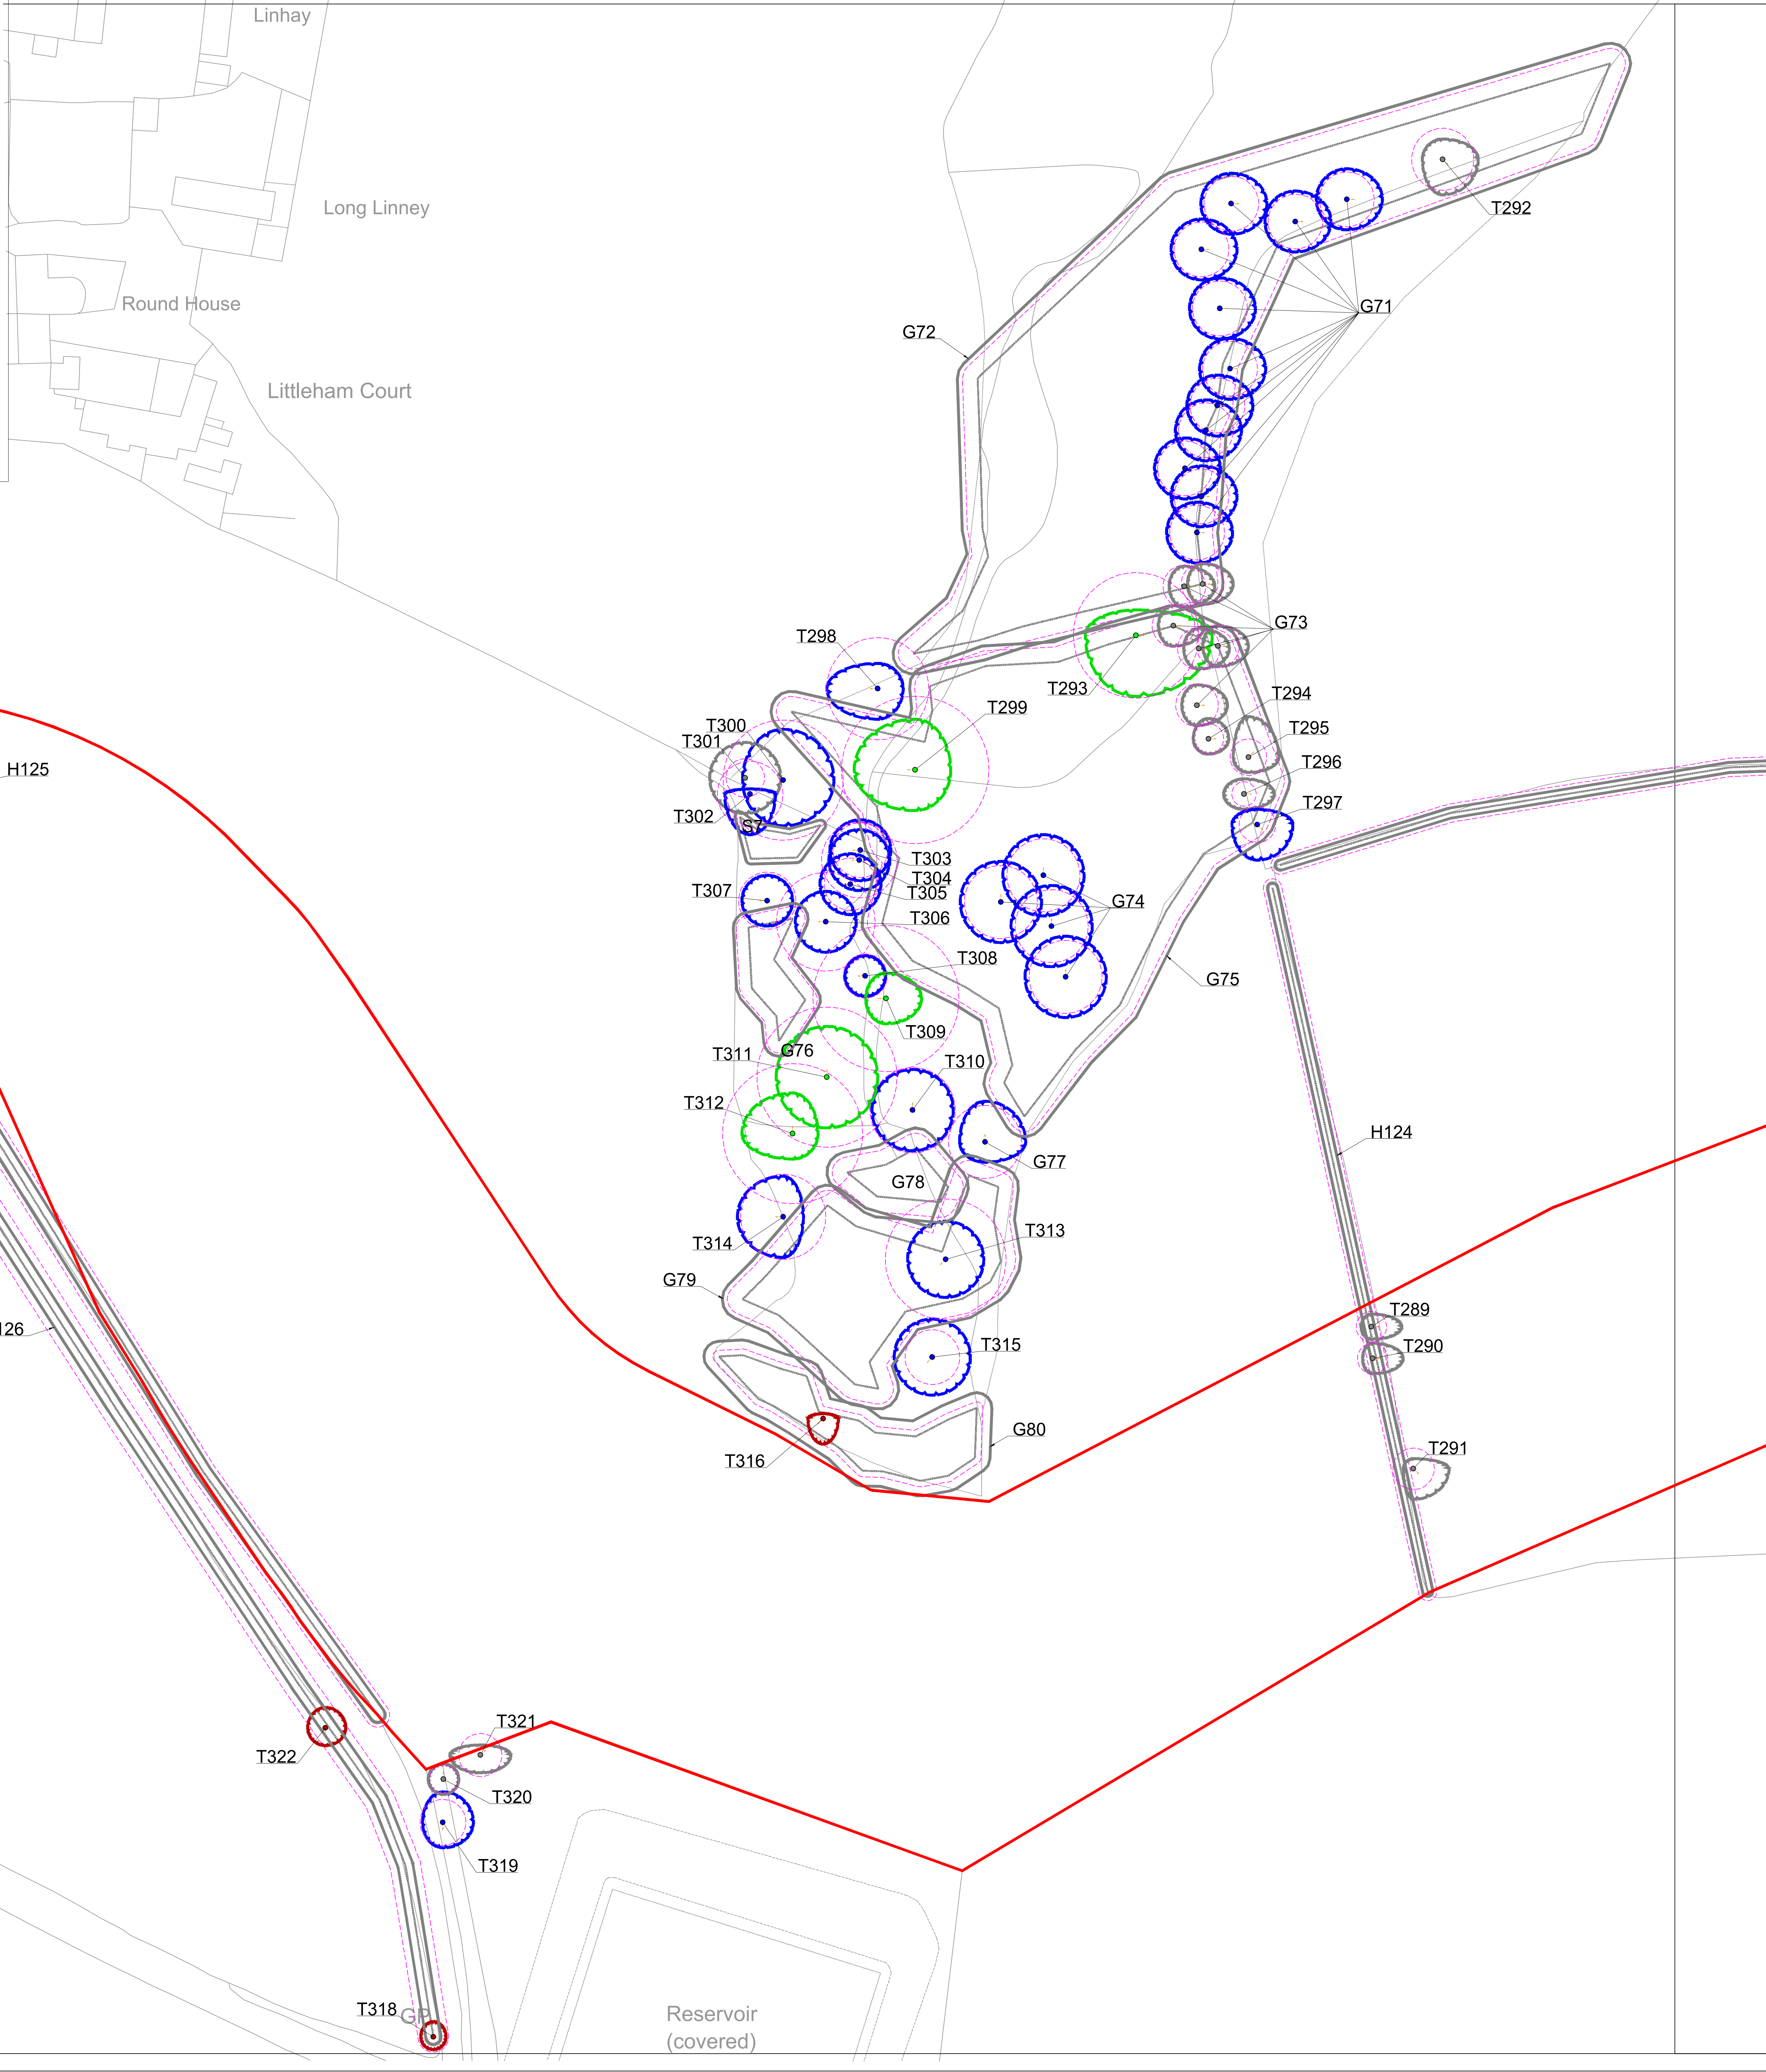 Linhay
Long Linney
T292
Round House
G71
G72
Littleham Court
G73
T298
T293
T294
T299
T300
T295
T301
T296
H125
T297
T302
S7
T303
T304
T305
T307
G74
T306
T308
G75
T309
G76
T311
T310
T312
H124
G77
G78
T314
T313
G79
T289
126
T315
T290
G80
T291
T316
T321
T322
T320
T319
T318
GP
Reservoir
(covered)